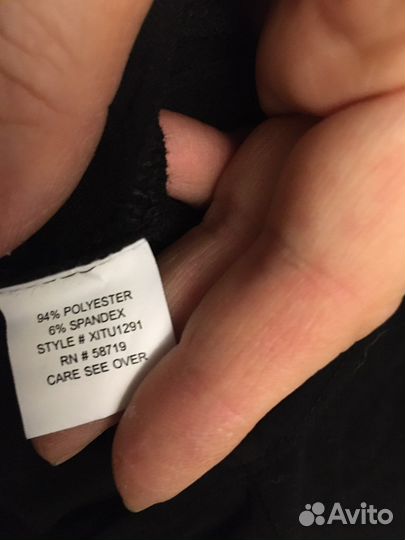 94% POLYESTER
6% SPANDEX
STYLE # XITU1291
RN # 58719
CARE SEE OVER
Avito